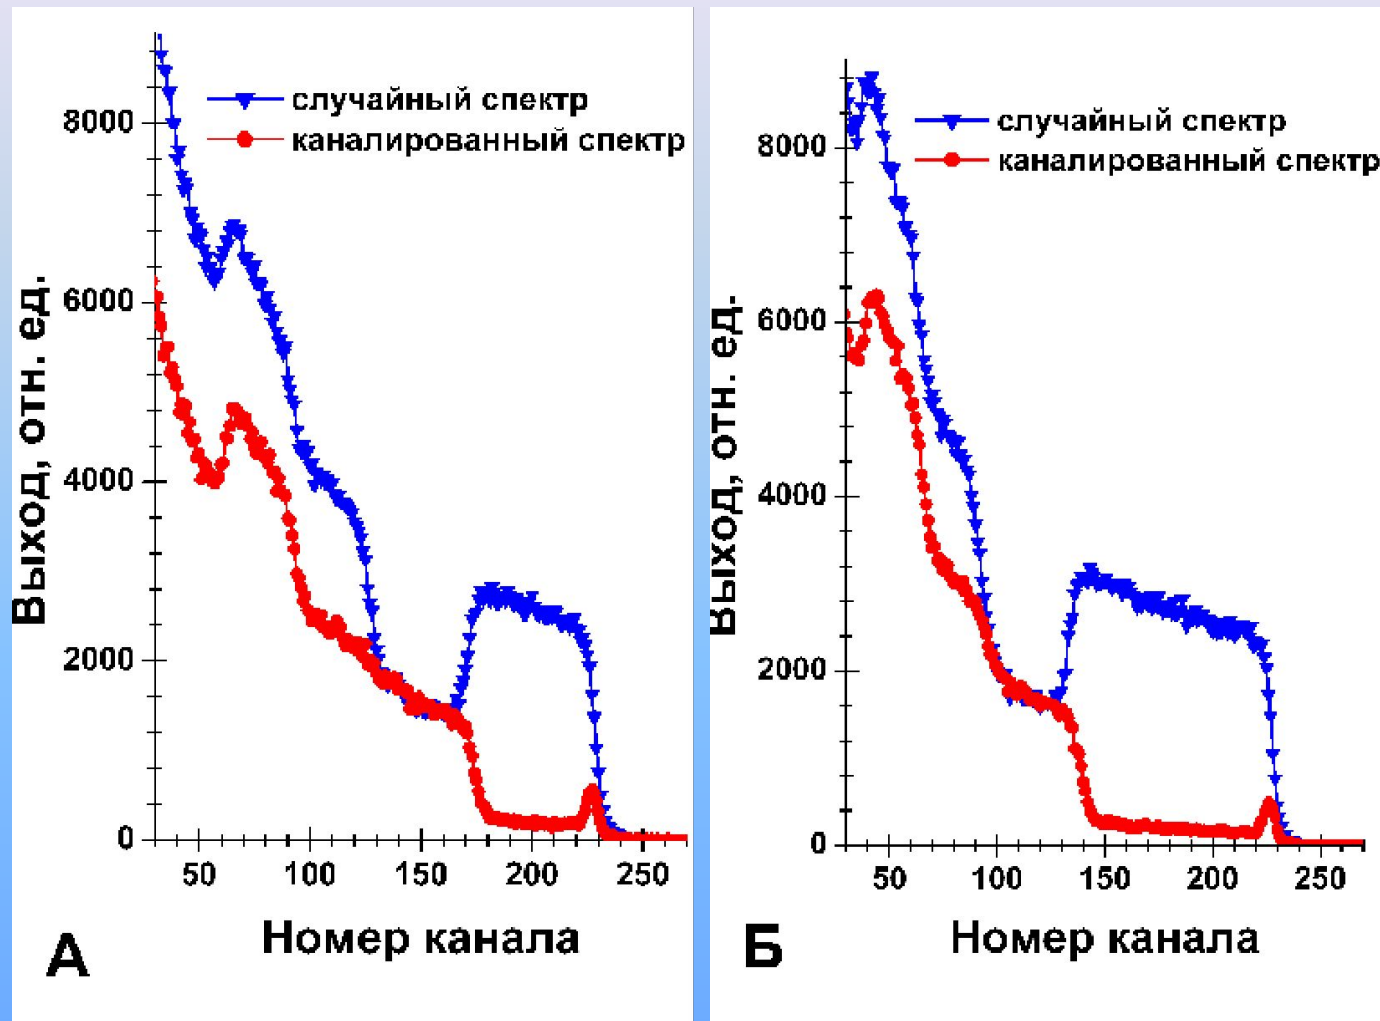 случайный спектр
каналированный спектр
8000
6000
4000
2000
0
50 100 150 200 250
Выход, отн. ед.
Номер канала
А
случайный спектр
каналированный спектр
8000
6000
4000
2000
0
50 100 150 200 250
Выход, отн. ед.
Номер канала
Б